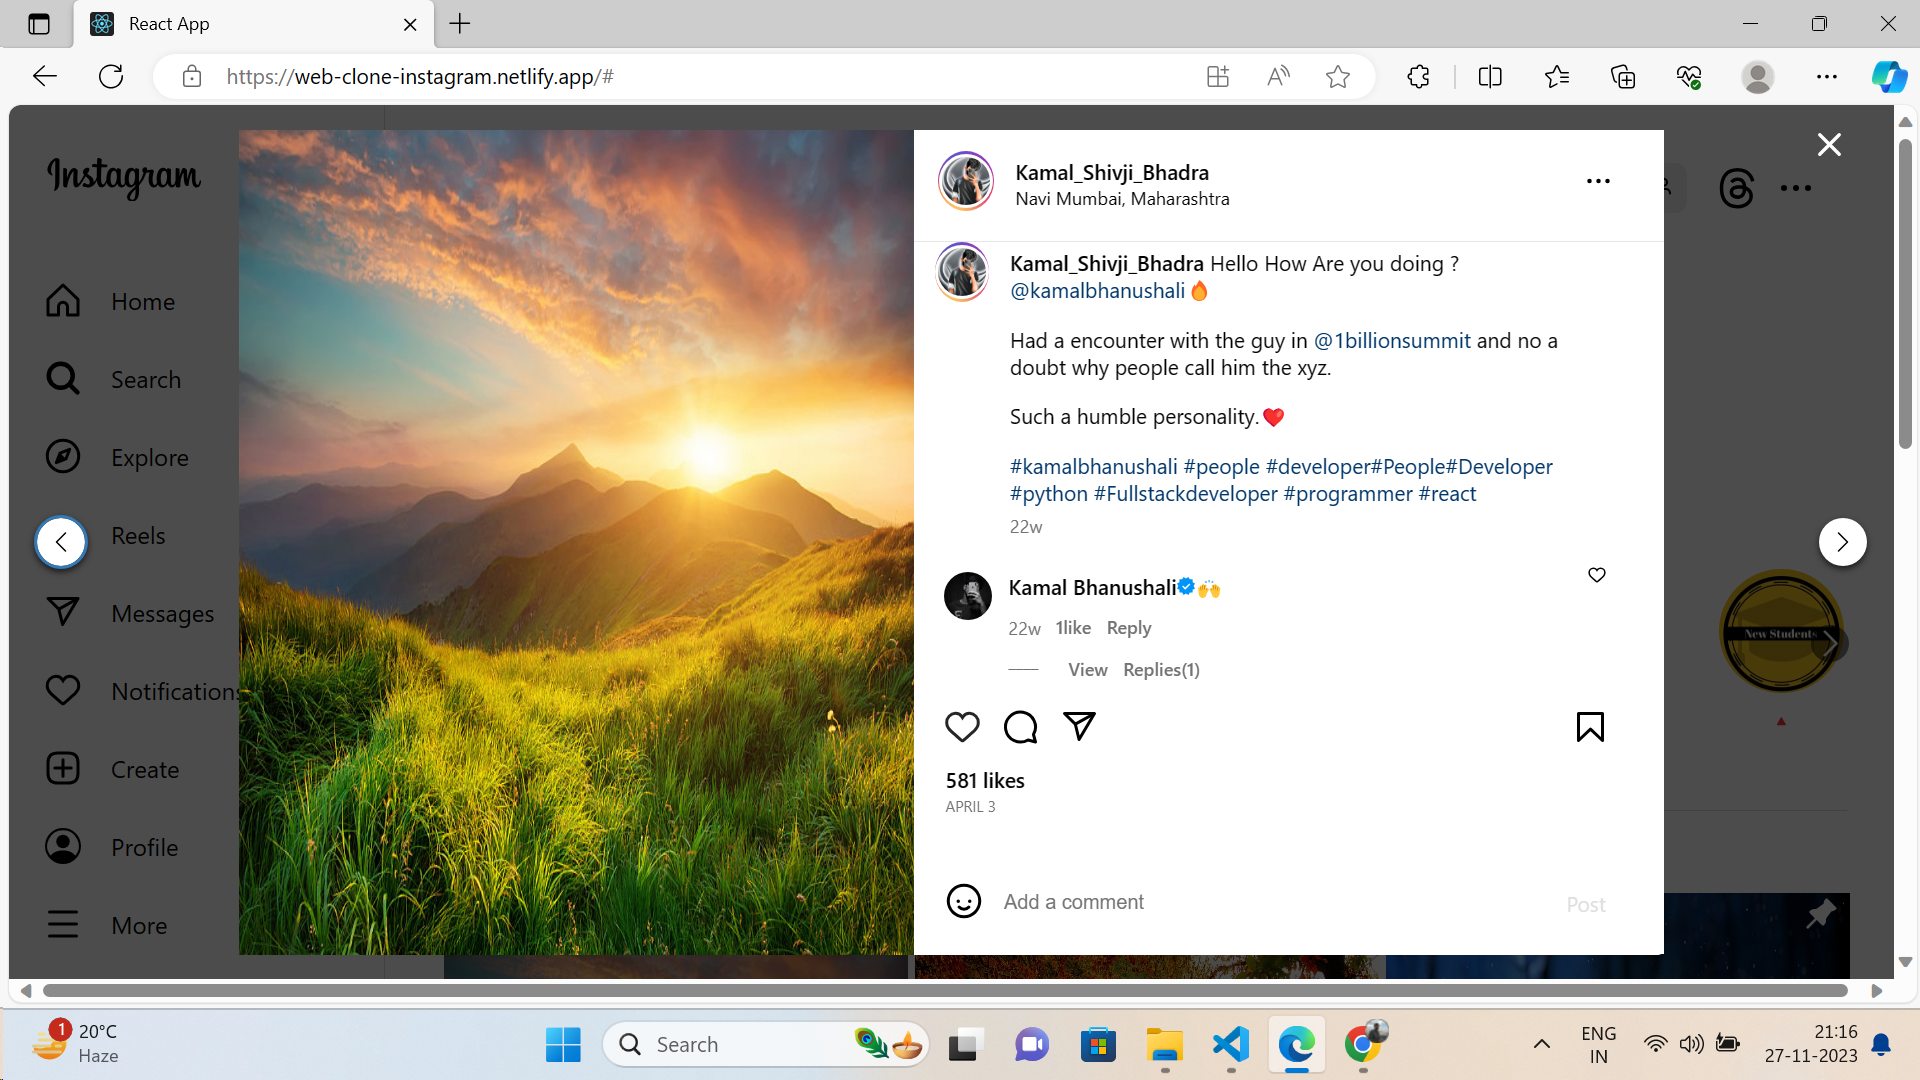 React App
https://web-clone-instagram.netlify.app/#
Instagram
Home
Search
Explore
Reels
Messages
Notifications
Create
Profile
More
Kamal_Shivji_Bhadra
Navi Mumbai, Maharashtra
Kamal_Shivji_Bhadra Hello How Are you doing ?
@kamalbhanushali🔥
Had a encounter with the guy in @1billionsummit and no a
doubt why people call him the xyz.
Such a humble personality.❤️
#kamalbhanushali #people #developer#People#Developer
#python #Fullstackdeveloper #programmer #react
22w
Kamal Bhanushali 🙌
22w 1like Reply
View Replies(1)
581 likes
APRIL 3
Add a comment
Post
New Students
1
20°C
Haze
Search
ENG
IN
21:16
27-11-2023